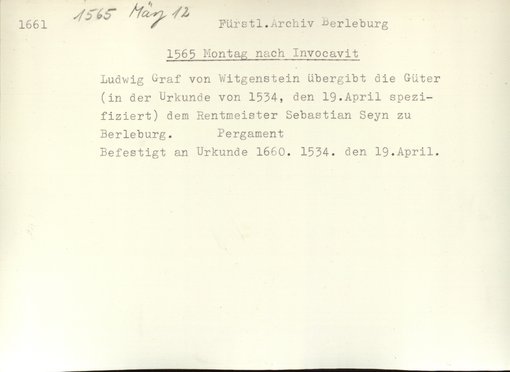 1661 1565 März 12 Fürstl.Archiv Berleburg
1565 Montag nach Invocavit
Ludwig Graf von Witgenstein übergibt die Güter
(in der Urkunde von 1534, den 19.April spezi-
fiziert) dem Rentmeister Sebastian Seyn zu
Berleburg. Pergament
Befestigt an Urkunde 1660. 1534. den 19.April.